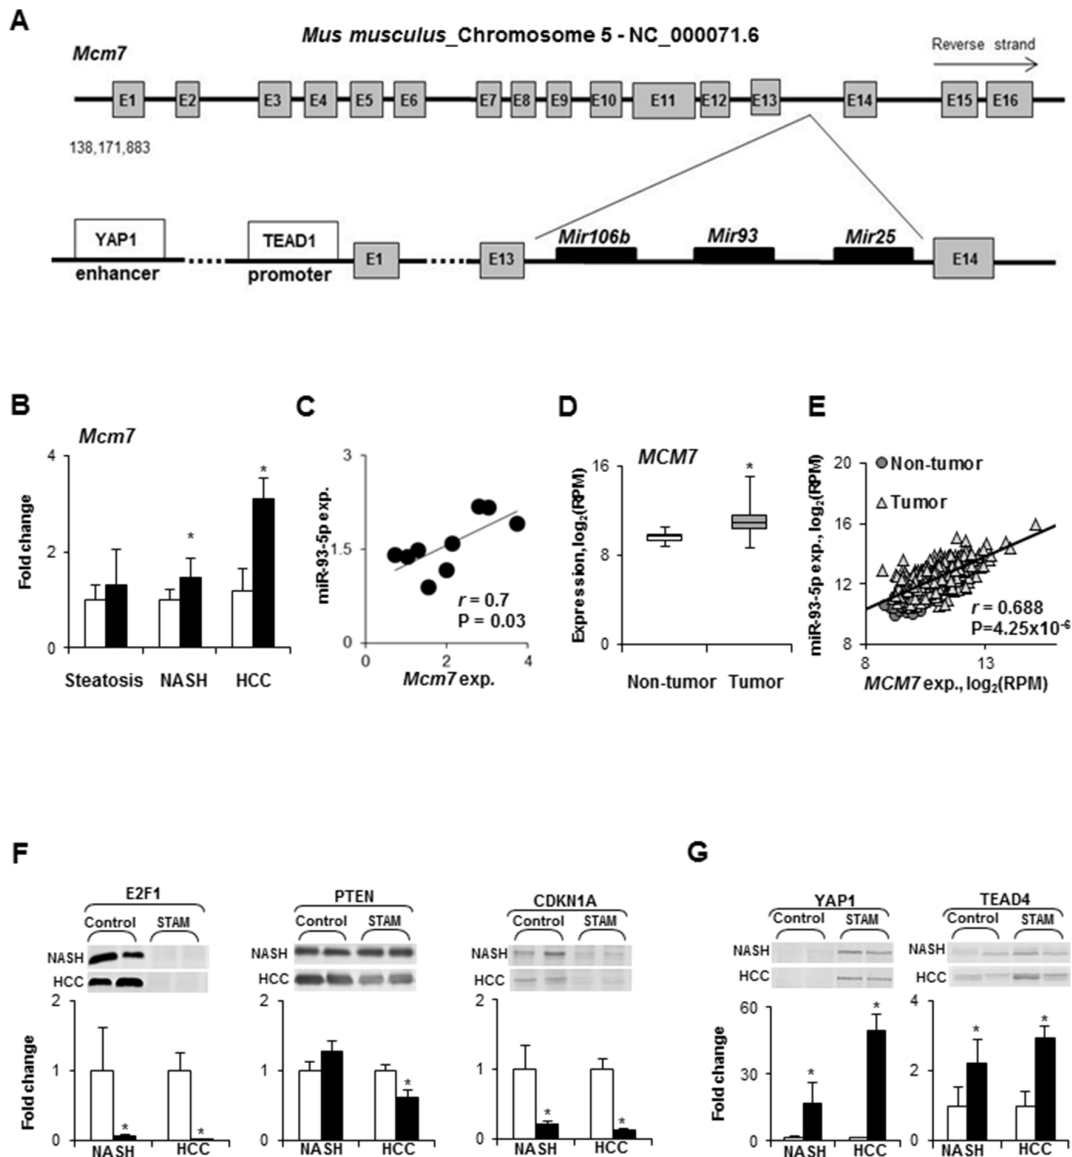 A
Mus musculus_Chromosome 5 - NC_000071.6
Mcm7
Reverse strand
E1 E2 E3 E4 E5 E6 E7 E8 E9 E10 E11 E12 E13 E14 E15 E16
138,171,883
YAP1 TEAD1 E1 E13 Mir106b Mir93 Mir25 E14
enhancer promoter
B
Mcm7
Fold change
4
2
0
*
*
Steatosis NASH HCC
C
miR-93-5p exp.
3
1.5
0
r = 0.7
P = 0.03
0 2 4
Mcm7 exp.
D
MCM7
Expression, log2(RPM)
16
8
0
*
Non-tumor Tumor
E
miR-93-5p exp., log2(RPM)
20
16
12
8
Non-tumor
Tumor
r = 0.688
P=4.25x10-6
8 13
MCM7 exp., log2(RPM)
F
E2F1
Control STAM
NASH
HCC
Fold change
2
1
0
*
*
NASH HCC
PTEN
Control STAM
NASH
HCC
2
1
0
*
NASH HCC
CDKN1A
Control STAM
NASH
HCC
2
1
0
*
*
NASH HCC
G
YAP1
Control STAM
NASH
HCC
Fold change
60
30
0
*
*
NASH HCC
TEAD4
Control STAM
NASH
HCC
4
2
0
*
*
NASH HCC